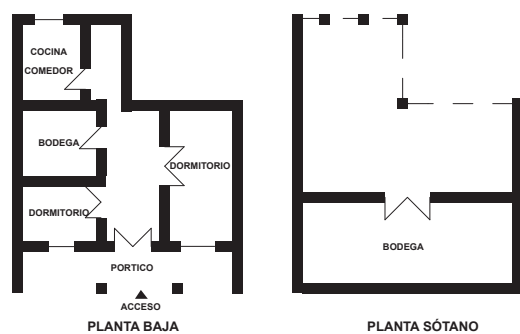 COCINA
COMEDOR
BODEGA
DORMITORIO
DORMITORIO
PORTICO
ACCESO
PLANTA BAJA
BODEGA
PLANTA SÓTANO